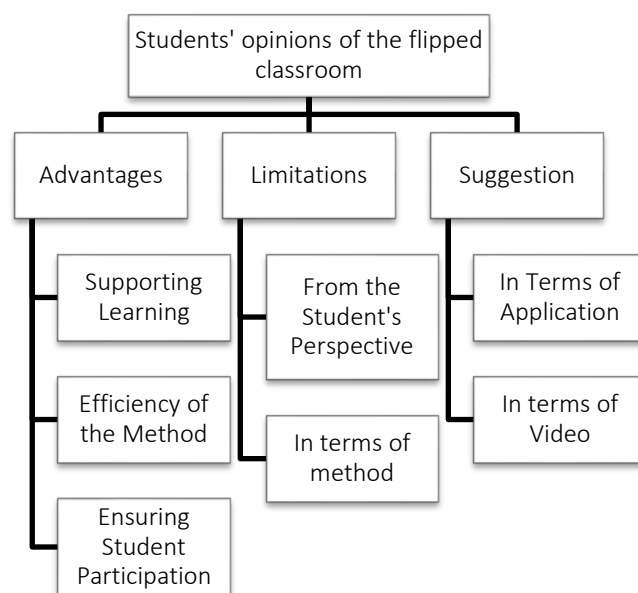 Students' opinions of the flipped
classroom
Advantages
Supporting
Learning
Efficiency of
the Method
Ensuring
Student
Participation
Limitations
From the
Student's
Perspective
In terms of
method
Suggestion
In Terms of
Application
In terms of
Video